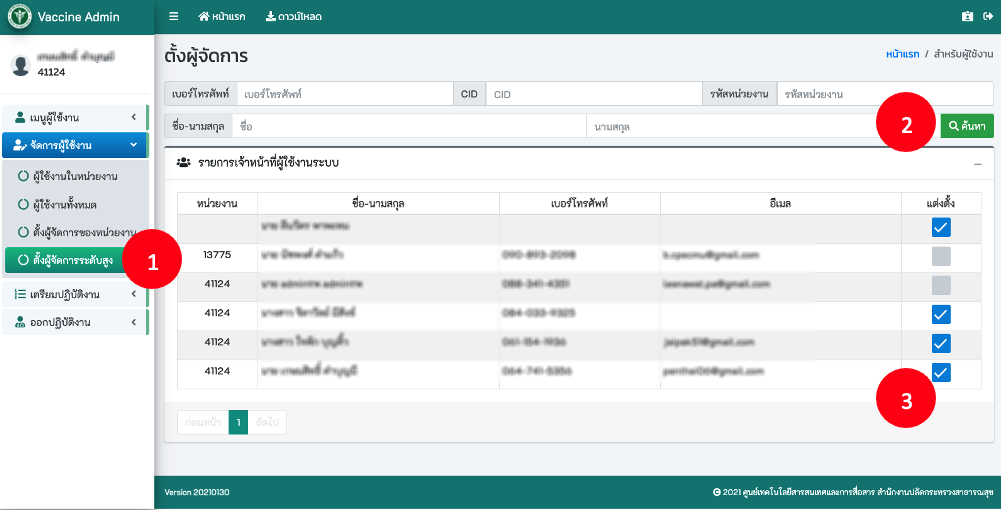 Vaccine Admin
หน้าแรก ดาวน์โหลด
41124
ตั้งผู้จัดการ
หน้าแรก / สำหรับผู้ใช้งาน
เบอร์โทรศัพท์ เบอร์โทรศัพท์ CID CID รหัสหน่วยงาน รหัสหน่วยงาน
ชื่อ-นามสกุล ชื่อ นามสกุล 2 ค้นหา
เมนูผู้ใช้งาน
จัดการผู้ใช้งาน
ผู้ใช้งานในหน่วยงาน
ผู้ใช้งานทั้งหมด
ตั้งผู้จัดการของหน่วยงาน
ตั้งผู้จัดการระดับสูง 1
เตรียมปฏิบัติงาน
ออกปฏิบัติงาน
รายการเจ้าหน้าที่ผู้ใช้งานระบบ
หน่วยงาน ชื่อ-นามสกุล เบอร์โทรศัพท์ อีเมล แต่งตั้ง
13775
41124
41124
41124
41124
3
ก่อนหน้า 1 ถัดไป
Version 20210130
2021 ศูนย์เทคโนโลยีสารสนเทศและการสื่อสาร สำนักงานปลัดกระทรวงสาธารณสุข